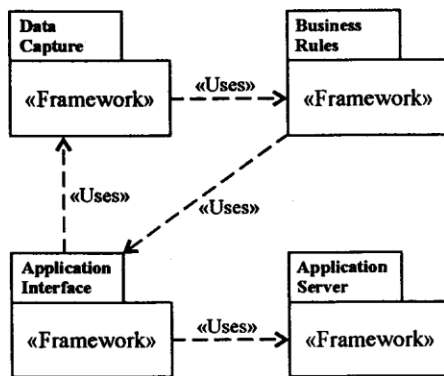 Data
Capture
«Framework»
«Uses»
Business
Rules
«Framework»
«Uses»
«Uses»
Application
Interface
«Framework»
«Uses»
Application
Server
«Framework»